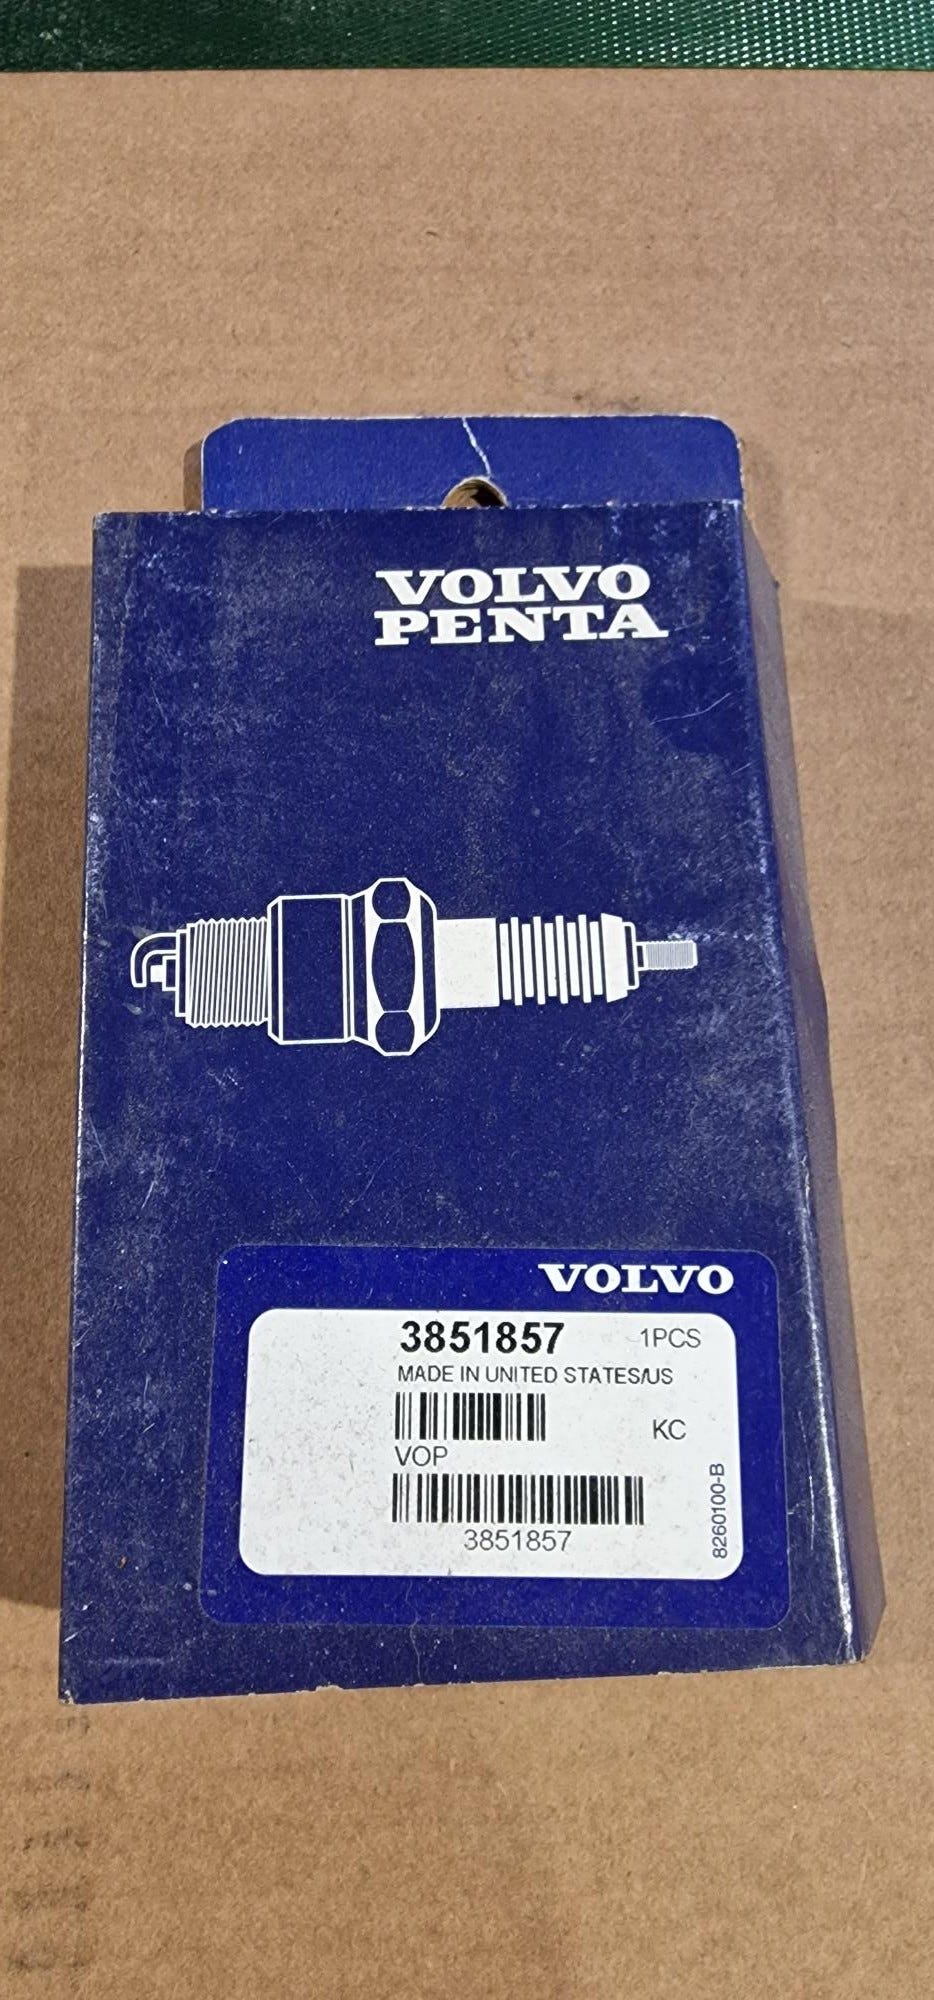 VOLVO
PENTA
VOLVO
3851857 1PCS
MADE IN UNITED STATES/US
KC
VOP
3851857
8260100-B